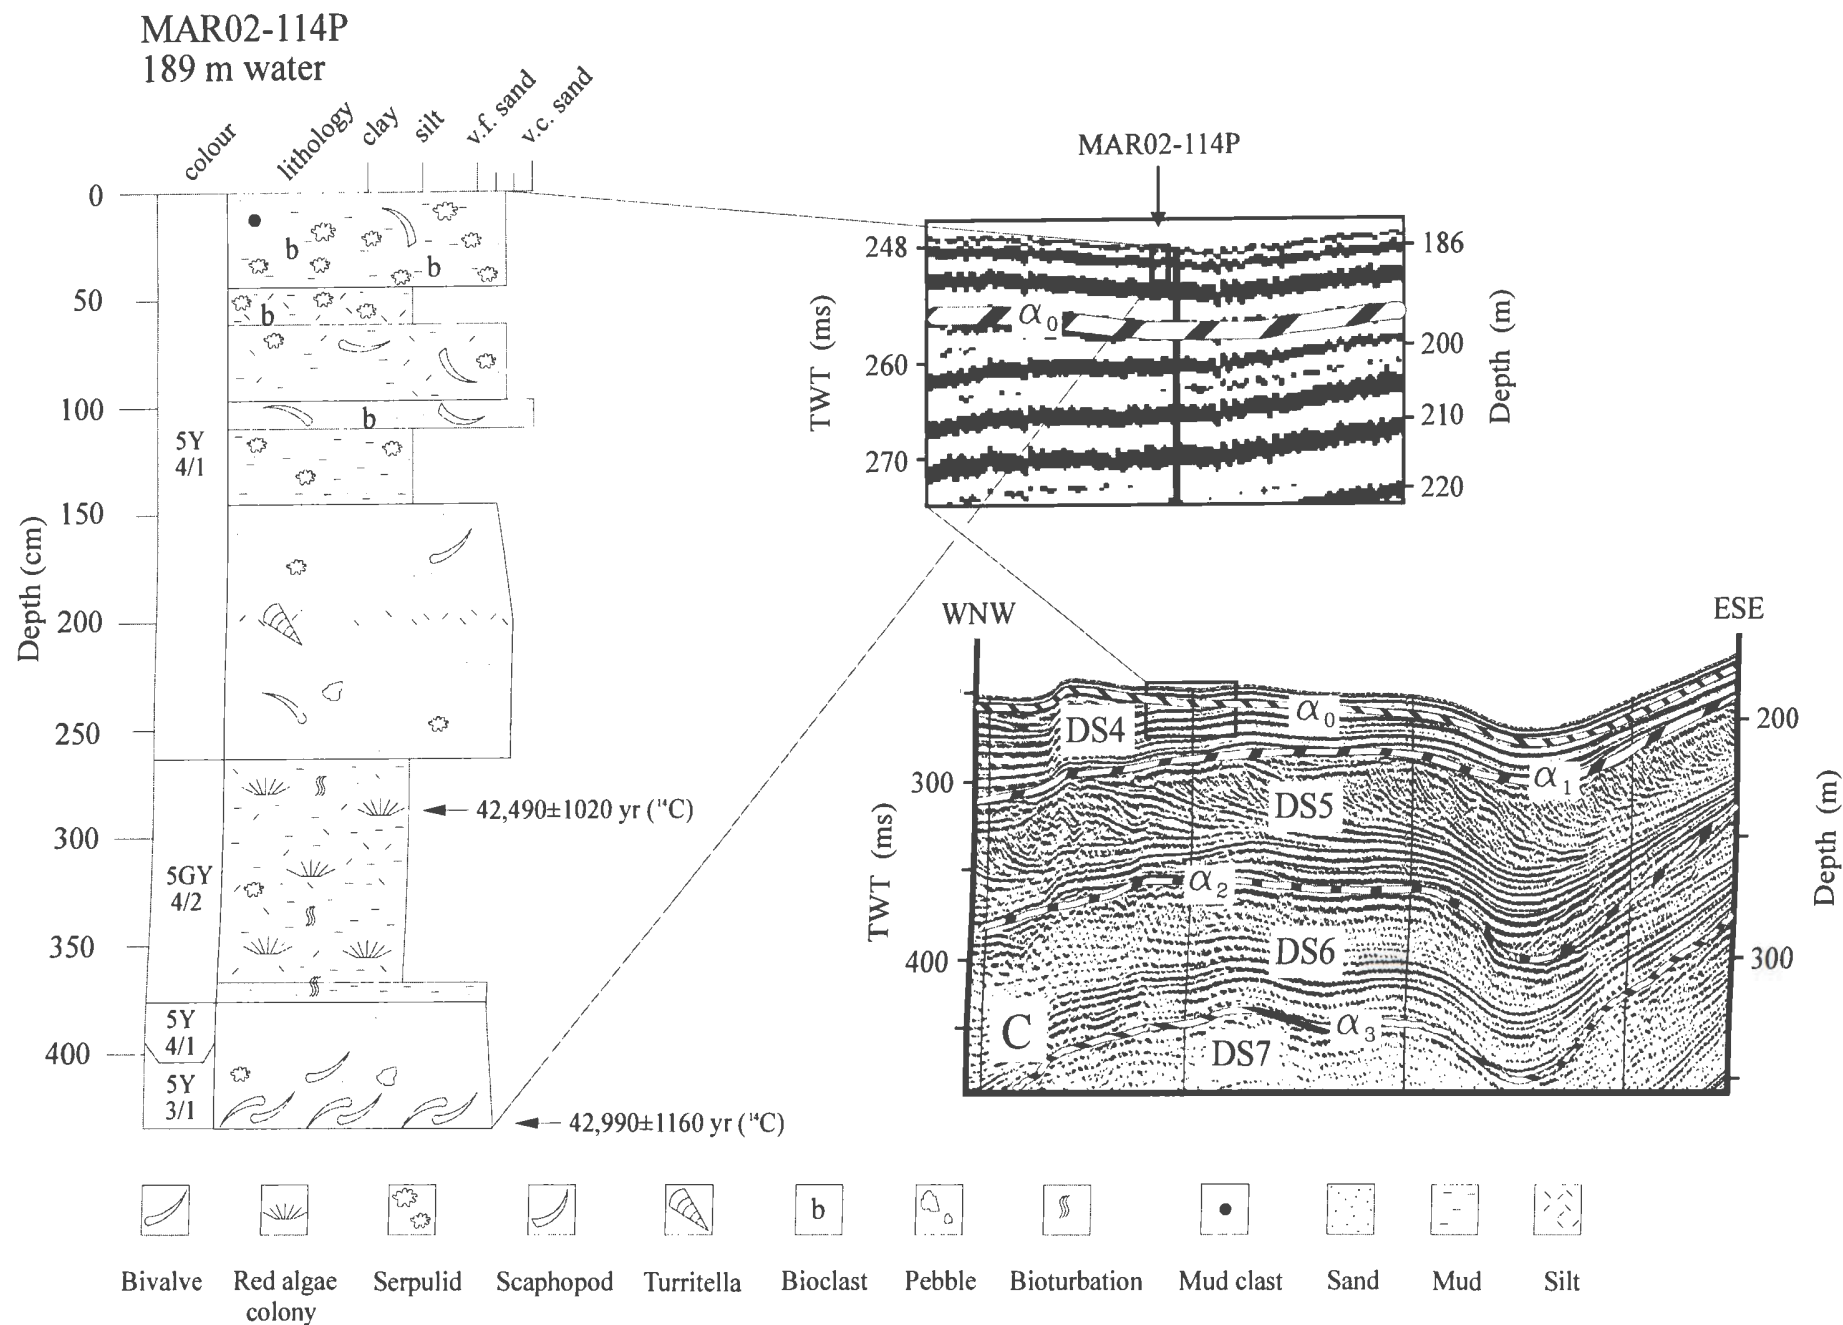 MAR02-114P
189 m water
colour
lithology
clay
silt
v.f. sand
v.c. sand
Depth (cm)
0
50
100
150
200
250
300
350
400
5Y
4/1
5GY
4/2
5Y
4/1
5Y
3/1
b
b
b
b
42,490±1020 yr (¹⁴C)
42,990±1160 yr (¹⁴C)
MAR02-114P
TWT (ms)
248
260
270
α₀
186
200
210
220
Depth (m)
WNW
ESE
TWT (ms)
300
400
DS4
α₀
α₁
DS5
α₂
DS6
C
α₃
DS7
200
300
Depth (m)
b
Bivalve
Red algae
colony
Serpulid
Scaphopod
Turritella
Bioclast
Pebble
Bioturbation
Mud clast
Sand
Mud
Silt